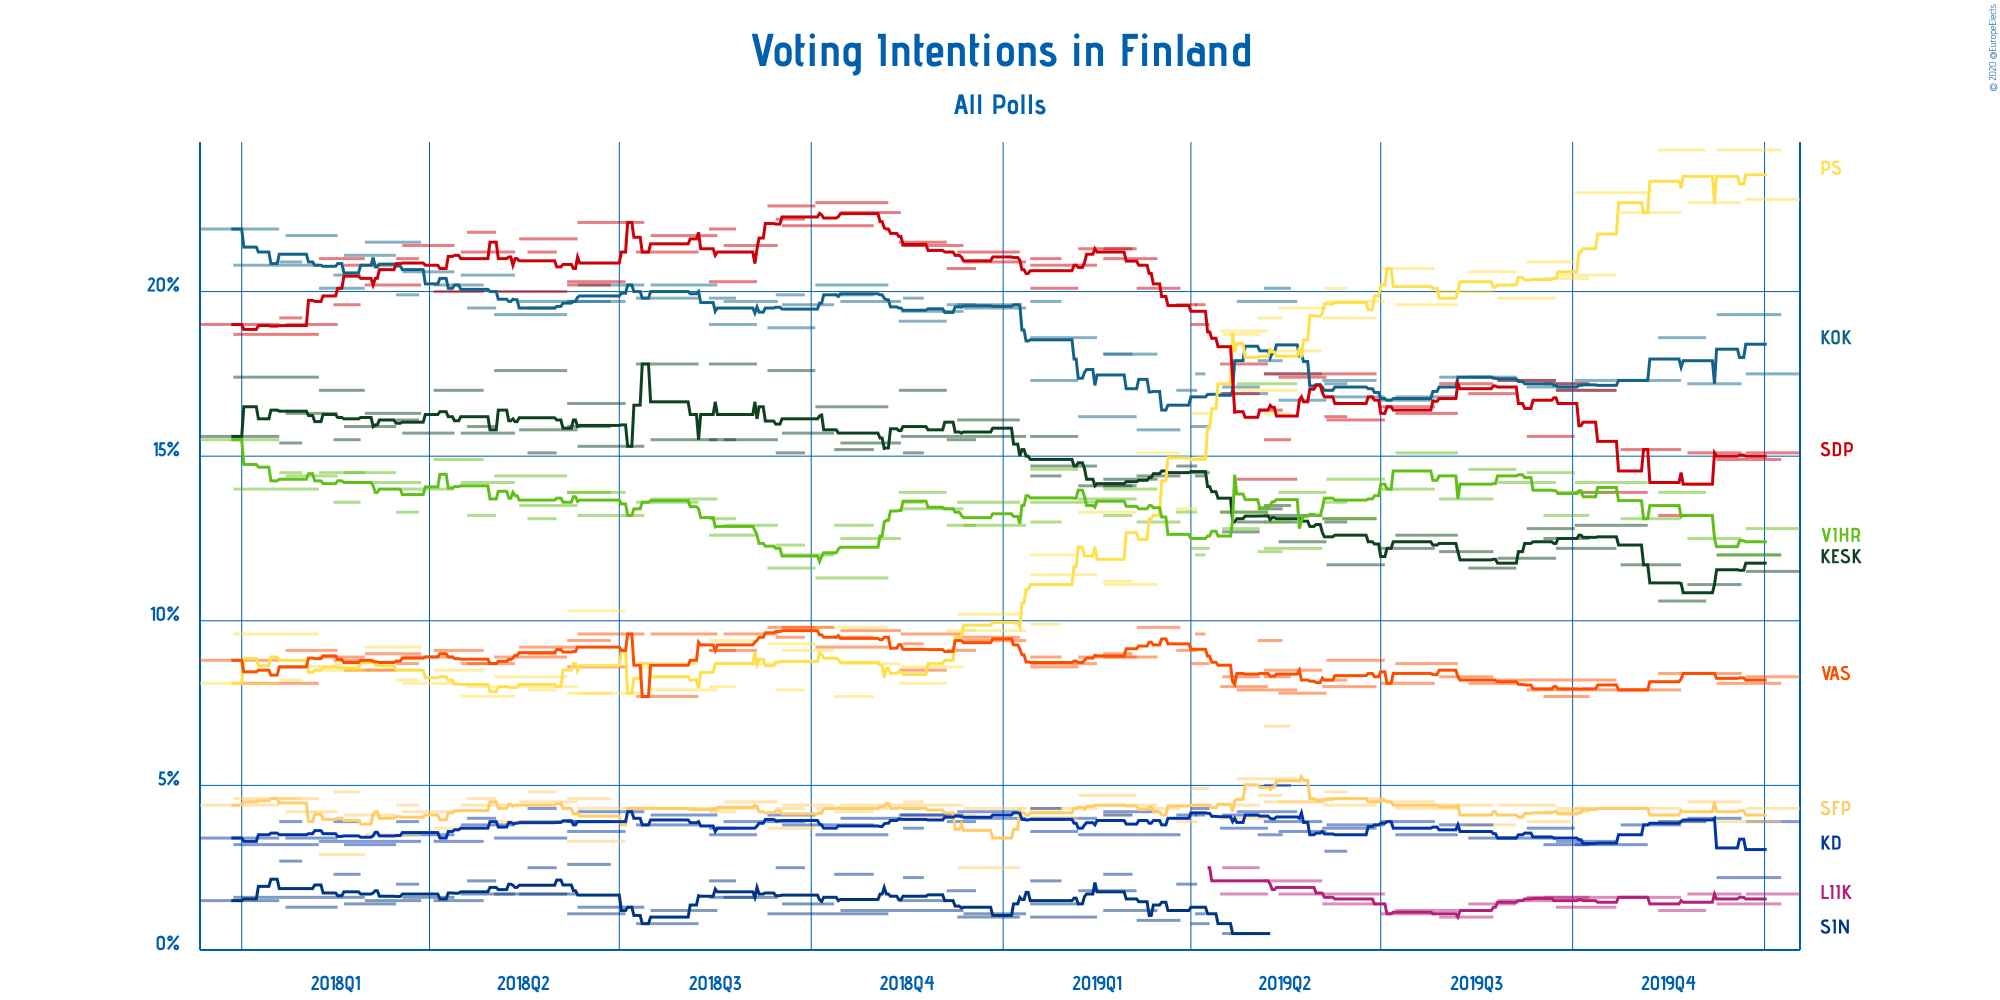 Voting Intentions in Finland
All Polls
© 2020 @EuropeElects
20%
15%
10%
5%
0%
PS
KOK
SDP
VIHR
KESK
VAS
SFP
KD
LIIK
SIN
2018Q1 2018Q2 2018Q3 2018Q4 2019Q1 2019Q2 2019Q3 2019Q4